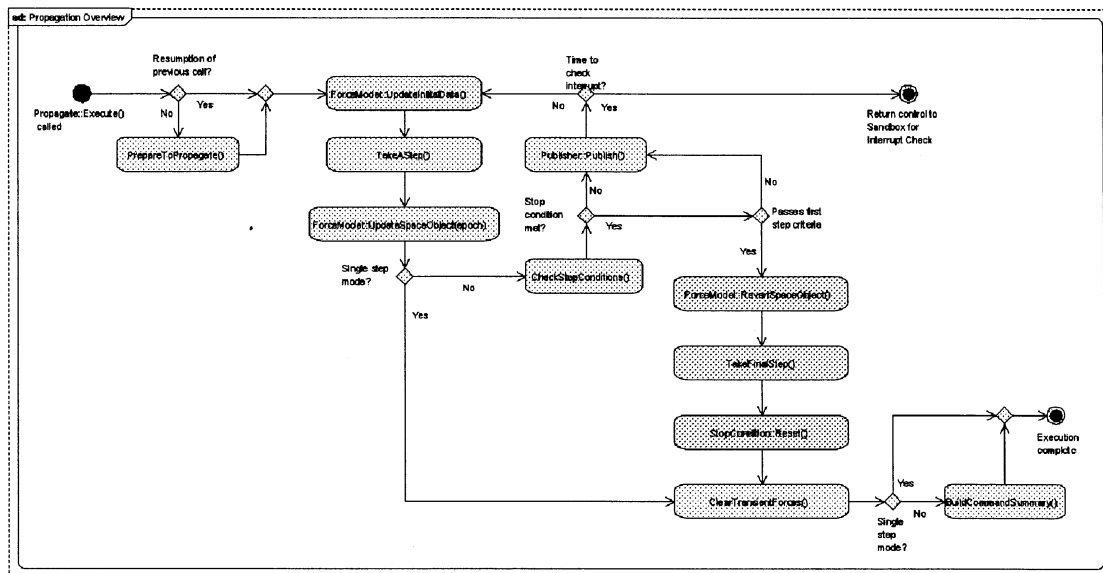 ad: Propagation Overview
Resumption of
previous call?
Time to
check
interrupt?
Propagate::Execute()
called
Yes
No
ForceModel::UpdateInitialData()
No
Yes
Return control to
Sandbox for
Interrupt Check
PrepareToPropagate()
TakeAStep()
Publisher::Publish()
No
No
Stop
condition
met?
Yes
Passes first
step criteria
ForceModel::UpdateSpaceObject(epoch)
Yes
Single step
mode?
No
CheckStopConditions()
ForceModel::RevertSpaceObject()
Yes
TakeFinalStep()
StopCondition::Reset()
Execution
complete
Yes
ClearTransientForces()
No
BuildCommandSummary()
Single
step
mode?